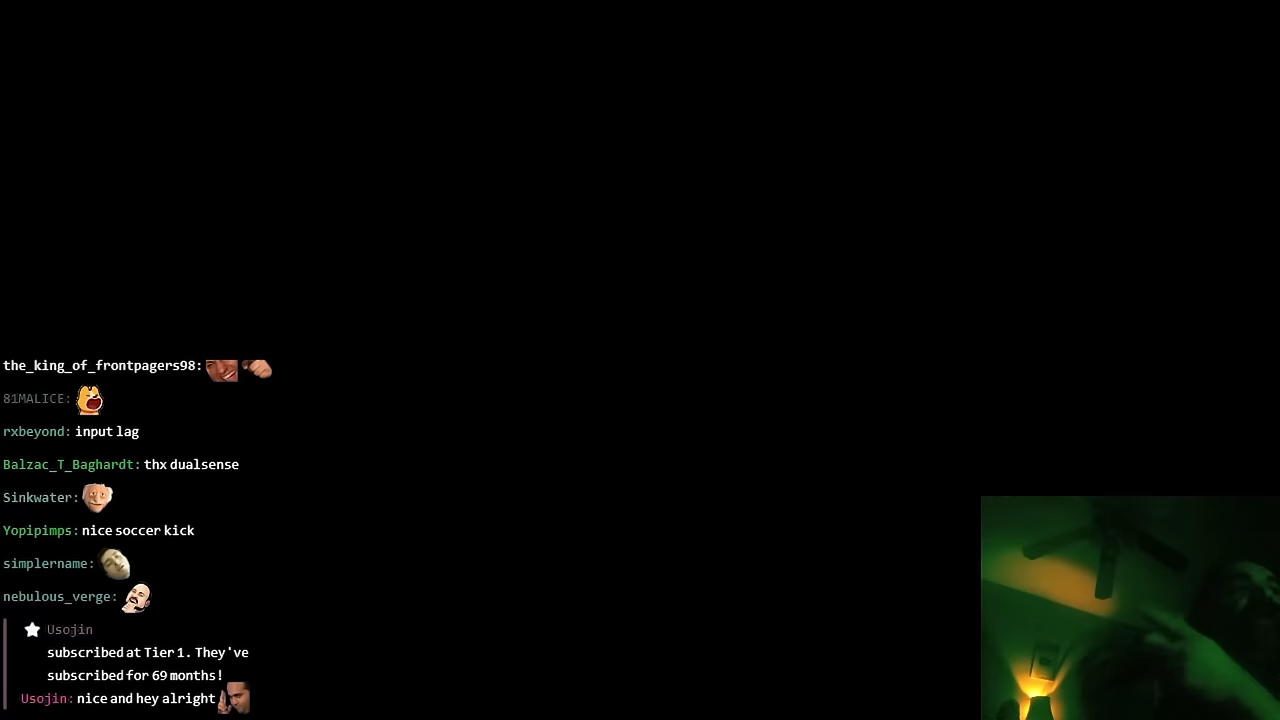 the_king_of_frontpagers98:
81MALICE:
rxbeyond: input lag
Balzac_T_Baghardt: thx dualsense
Sinkwater:
Yopipimps: nice soccer kick
simplername:
nebulous_verge:
Usojin
subscribed at Tier 1. They've
subscribed for 69 months!
Usojin: nice and hey alright